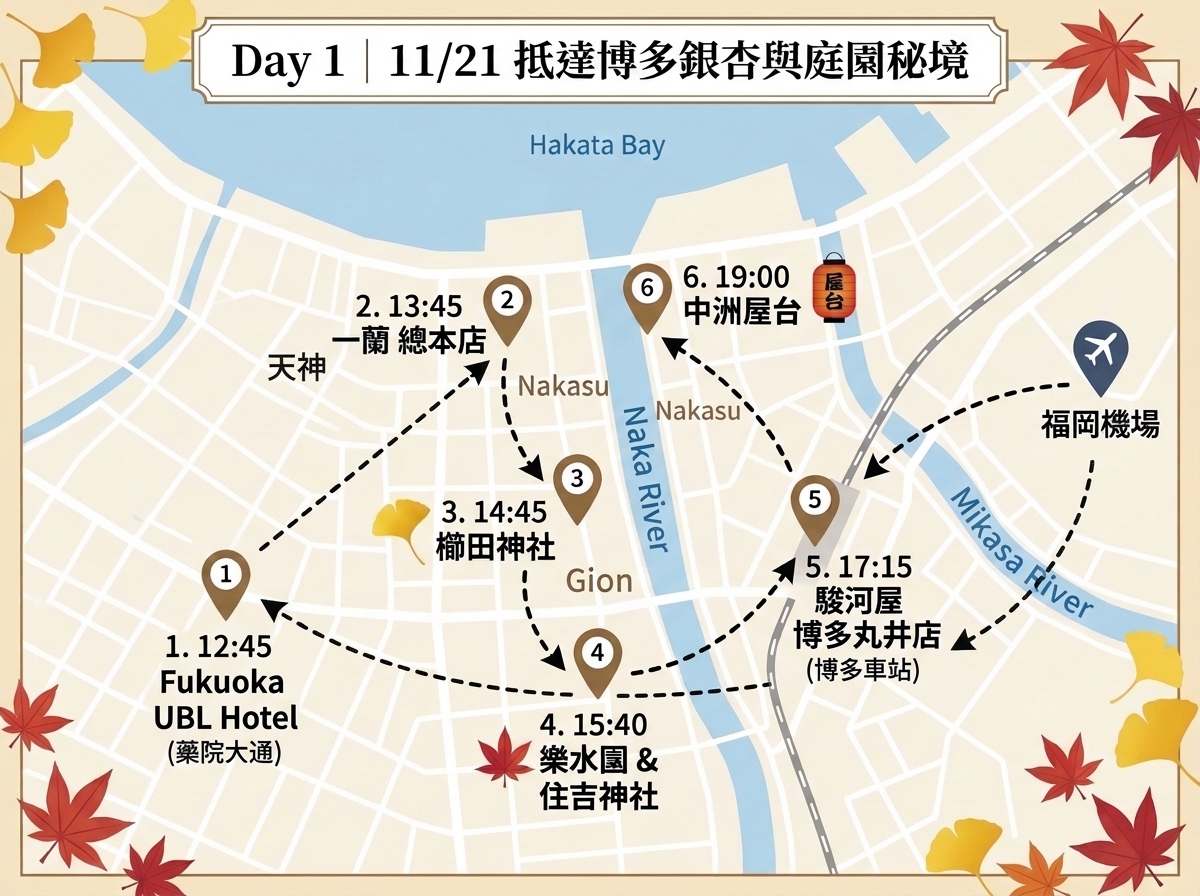 Day 1｜11/21 抵達博多銀杏與庭園秘境
Hakata Bay
2. 13:45
一蘭 總本店
2
天神
6
6. 19:00
中洲屋台
屋台
福岡機場
Nakasu
Nakasu
Naka River
3
3. 14:45
櫛田神社
Gion
5
5. 17:15
駿河屋
博多丸井店
(博多車站)
Mikasa River
1
1. 12:45
Fukuoka
UBL Hotel
(藥院大通)
4
4. 15:40
樂水園 &
住吉神社